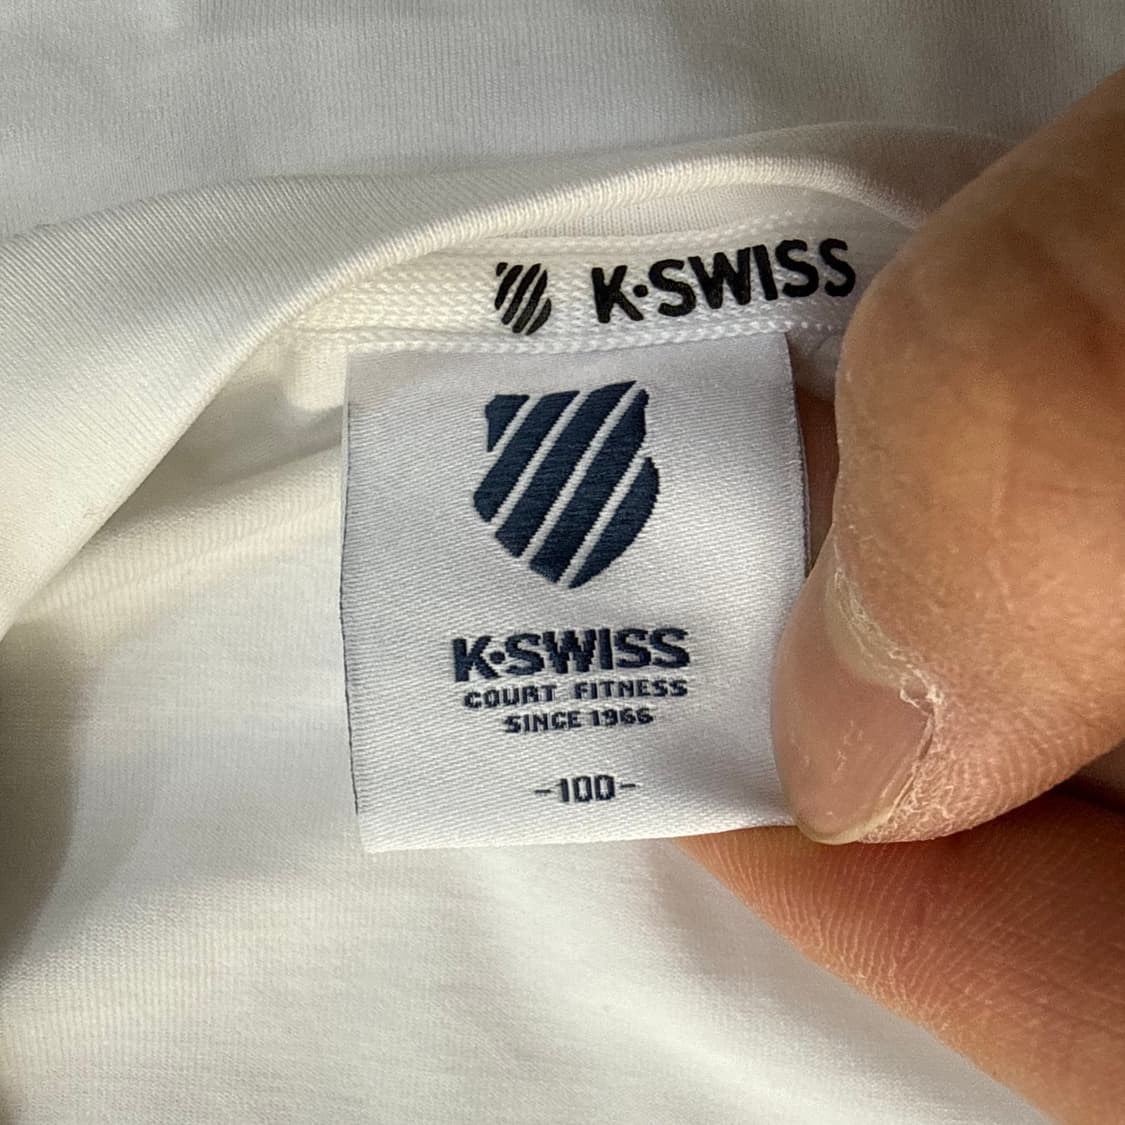 K·SWISS
K·SWISS
COURT FITNESS
SINCE 1966
-100-